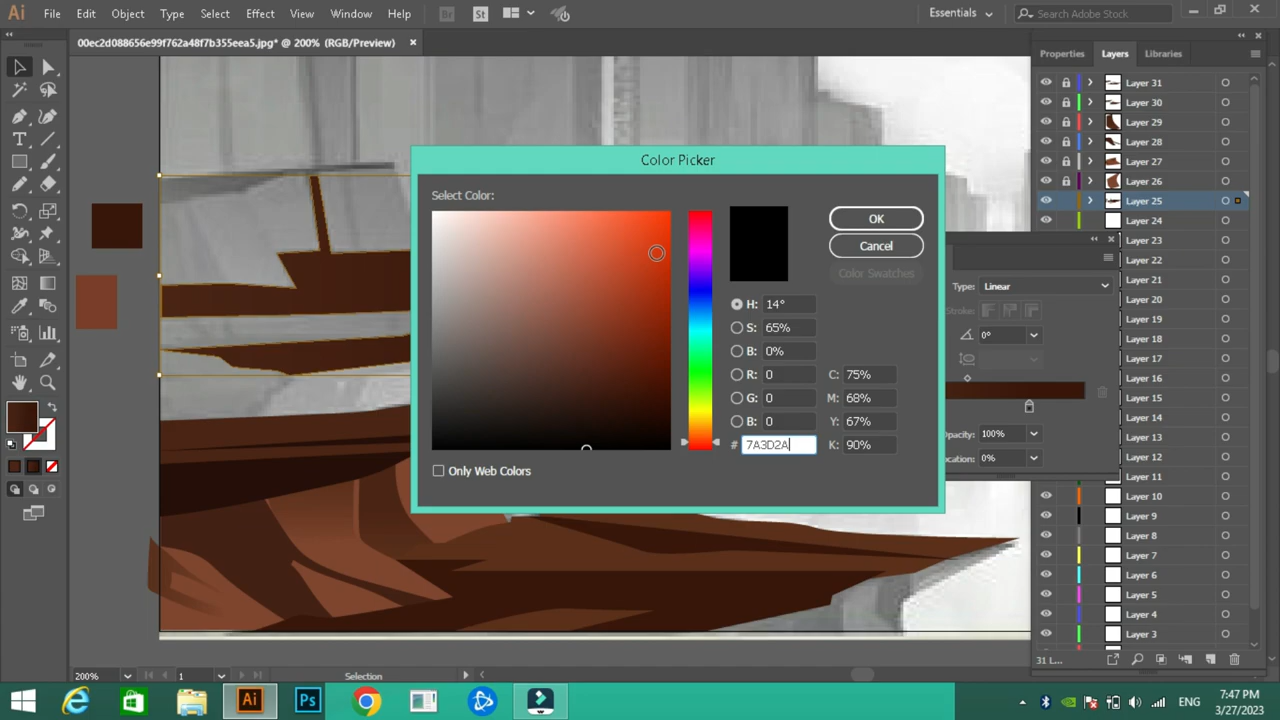 Ai File Edit Object Type Select Effect View Window Help Br St Essentials Search Adobe Stock
00ec2d088656e99f762a48f7b355eea5.jpg* @ 200% (RGB/Preview)
Properties Layers Libraries
Layer 31
Layer 30
Layer 29
Layer 28
Layer 27
Layer 26
Layer 25
Layer 24
Layer 23
Layer 22
Layer 21
Layer 20
Layer 19
Layer 18
Layer 17
Layer 16
Layer 15
Layer 14
Layer 13
Layer 12
Layer 11
Layer 10
Layer 9
Layer 8
Layer 7
Layer 6
Layer 5
Layer 4
Layer 3
31 L...
Color Picker
Select Color:
OK
Cancel
Color Swatches
H: 14°
S: 65%
B: 0%
R: 0
G: 0
B: 0
# 7A3D2A
C: 75%
M: 68%
Y: 67%
K: 90%
Only Web Colors
Type: Linear
Stroke:
0°
Opacity: 100%
ocation: 0%
200% 1 Selection
Ai Ps
ENG
7:47 PM
3/27/2023